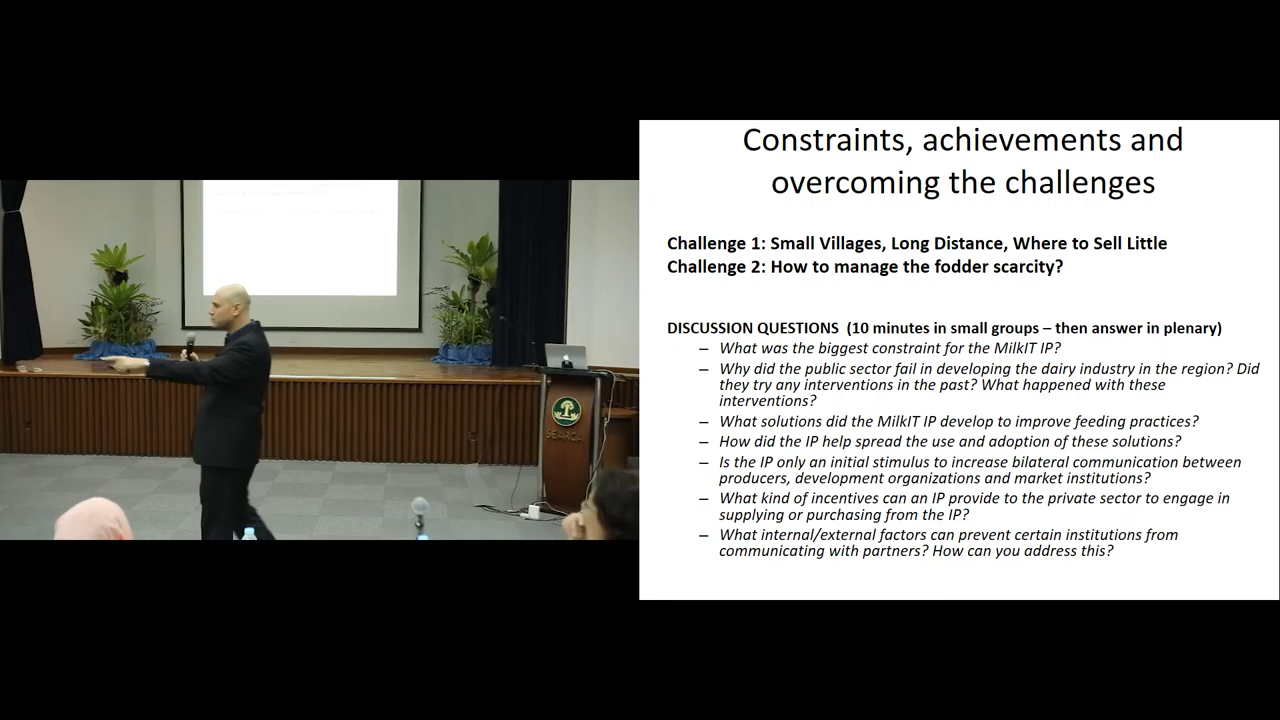 Constraints, achievements and
overcoming the challenges
Challenge 1: Small Villages, Long Distance, Where to Sell Little
Challenge 2: How to manage the fodder scarcity?
DISCUSSION QUESTIONS (10 minutes in small groups – then answer in plenary)
– What was the biggest constraint for the MilkIT IP?
– Why did the public sector fail in developing the dairy industry in the region? Did
they try any interventions in the past? What happened with these
interventions?
– What solutions did the MilkIT IP develop to improve feeding practices?
– How did the IP help spread the use and adoption of these solutions?
– Is the IP only an initial stimulus to increase bilateral communication between
producers, development organizations and market institutions?
– What kind of incentives can an IP provide to the private sector to engage in
supplying or purchasing from the IP?
– What internal/external factors can prevent certain institutions from
communicating with partners? How can you address this?
SEARCA